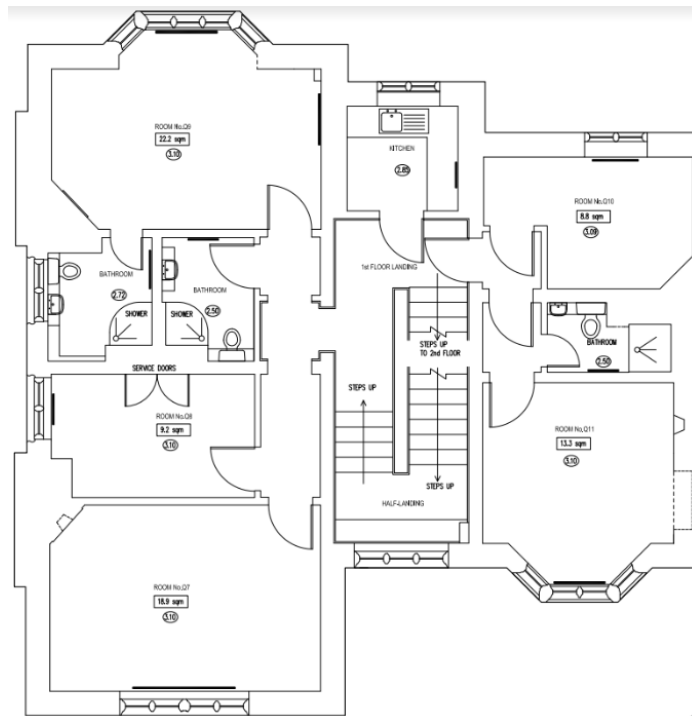 ROOM No.Q9
22.2 sqm
3.10
KITCHEN
2.85
ROOM No.Q10
8.8 sqm
3.09
1st FLOOR LANDING
BATHROOM
2.72
SHOWER
BATHROOM
2.50
SHOWER
BATHROOM
2.50
STEPS UP
TO 2nd FLOOR
SERVICE DOORS
STEPS UP
ROOM No.Q8
9.2 sqm
3.10
ROOM No.Q11
13.3 sqm
3.10
STEPS UP
HALF-LANDING
ROOM No.Q7
18.9 sqm
3.10